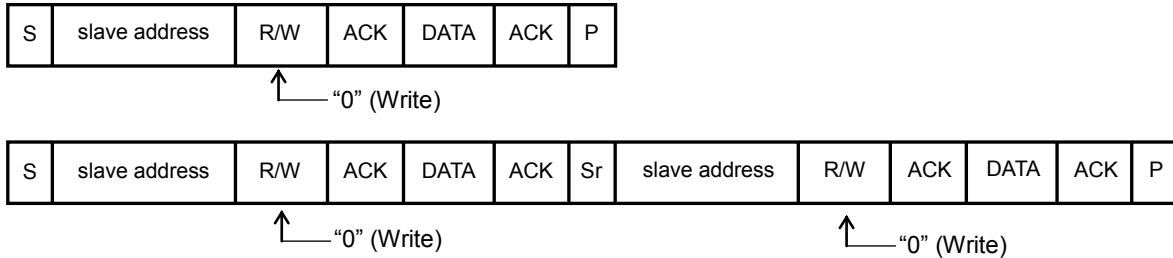 S slave address R/W ACK DATA ACK P
“0” (Write)
S slave address R/W ACK DATA ACK Sr slave address R/W ACK DATA ACK P
“0” (Write) “0” (Write)